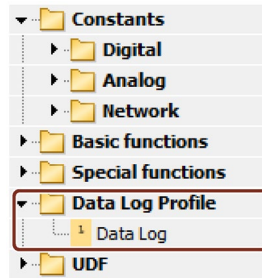 Constants
Digital
Analog
Network
Basic functions
Special functions
Data Log Profile
1 Data Log
UDF